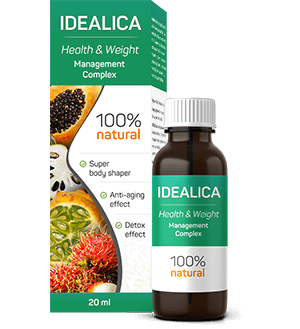 IDEALICA
Health & Weight
Management
Complex
100%
natural
Super
body shaper
Anti-aging
effect
Detox
effect
20 ml
IDEALICA
Health & Weight
Management
Complex
100%
natural